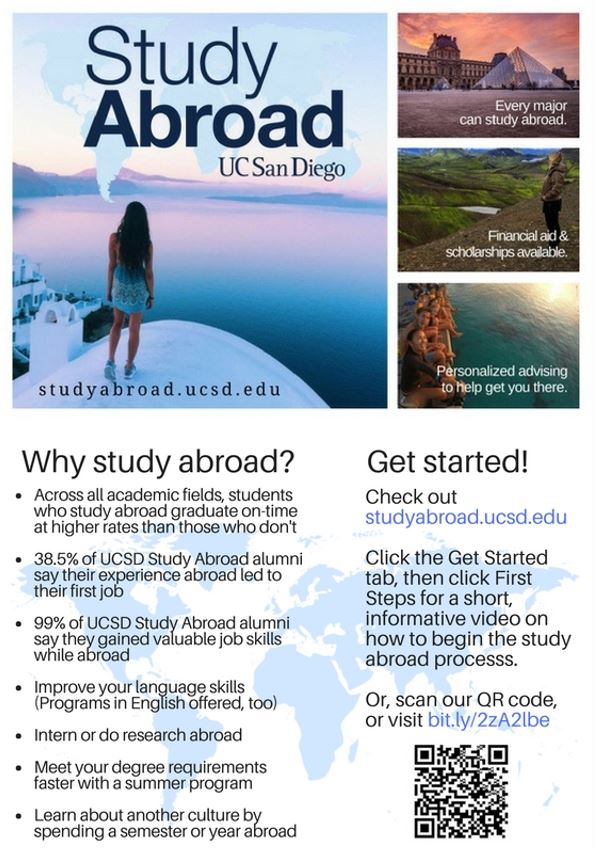 Study
Abroad
UC San Diego
studyabroad.ucsd.edu
Every major
can study abroad.
Financial aid &
scholarships available.
Personalized advising
to help get you there.
Why study abroad?
• Across all academic fields, students
who study abroad graduate on-time
at higher rates than those who don't
• 38.5% of UCSD Study Abroad alumni
say their experience abroad led to
their first job
• 99% of UCSD Study Abroad alumni
say they gained valuable job skills
while abroad
• Improve your language skills
(Programs in English offered, too)
• Intern or do research abroad
• Meet your degree requirements
faster with a summer program
• Learn about another culture by
spending a semester or year abroad
Get started!
Check out
studyabroad.ucsd.edu
Click the Get Started
tab, then click First
Steps for a short,
informative video on
how to begin the study
abroad processs.
Or, scan our QR code,
or visit bit.ly/2zA2lbe